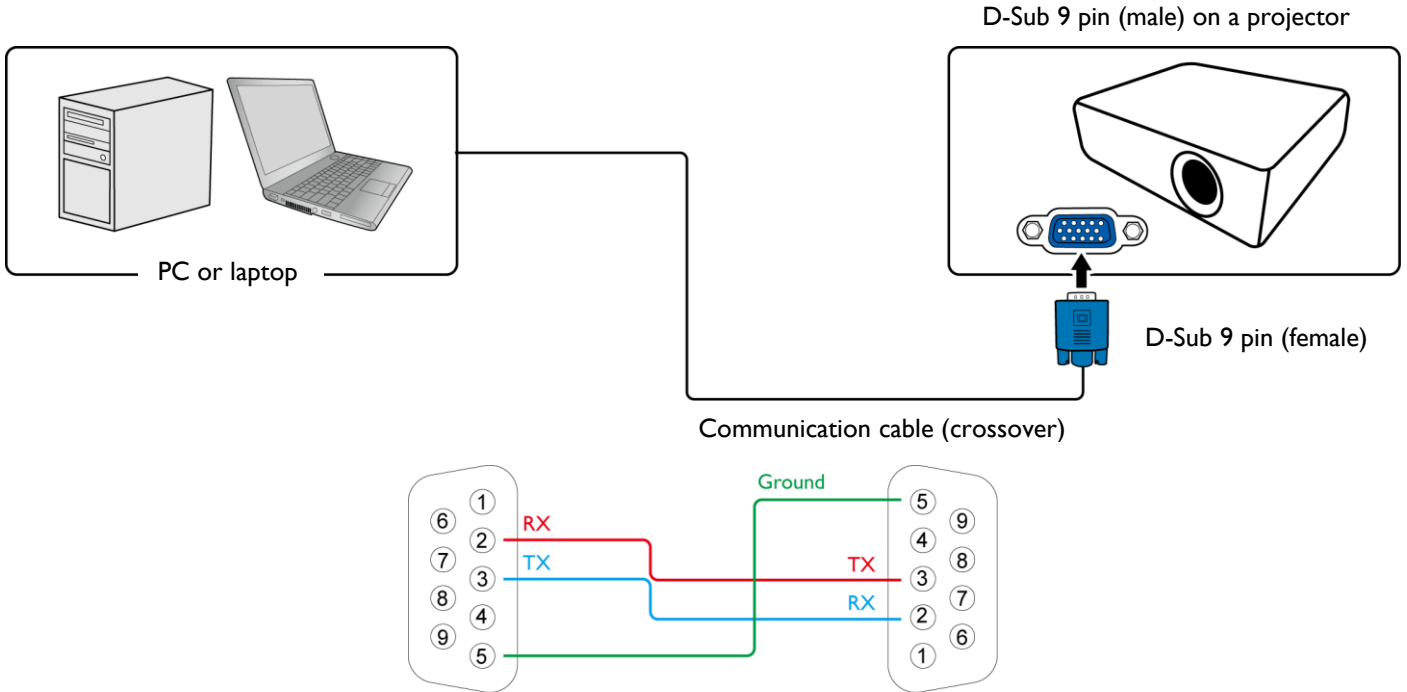 D-Sub 9 pin (male) on a projector
PC or laptop
D-Sub 9 pin (female)
Communication cable (crossover)
Ground
1
5
6
9
RX
2
4
7
TX
TX
8
3
3
8
RX
7
4
2
9
6
5
1